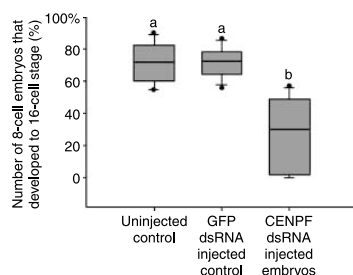 Number of 8-cell embryos that
developed to 16-cell stage (%)
100%
80
60
40
20
0
a
a
b
Uninjected
control
GFP
dsRNA
injected
control
CENPF
dsRNA
injected
embryos